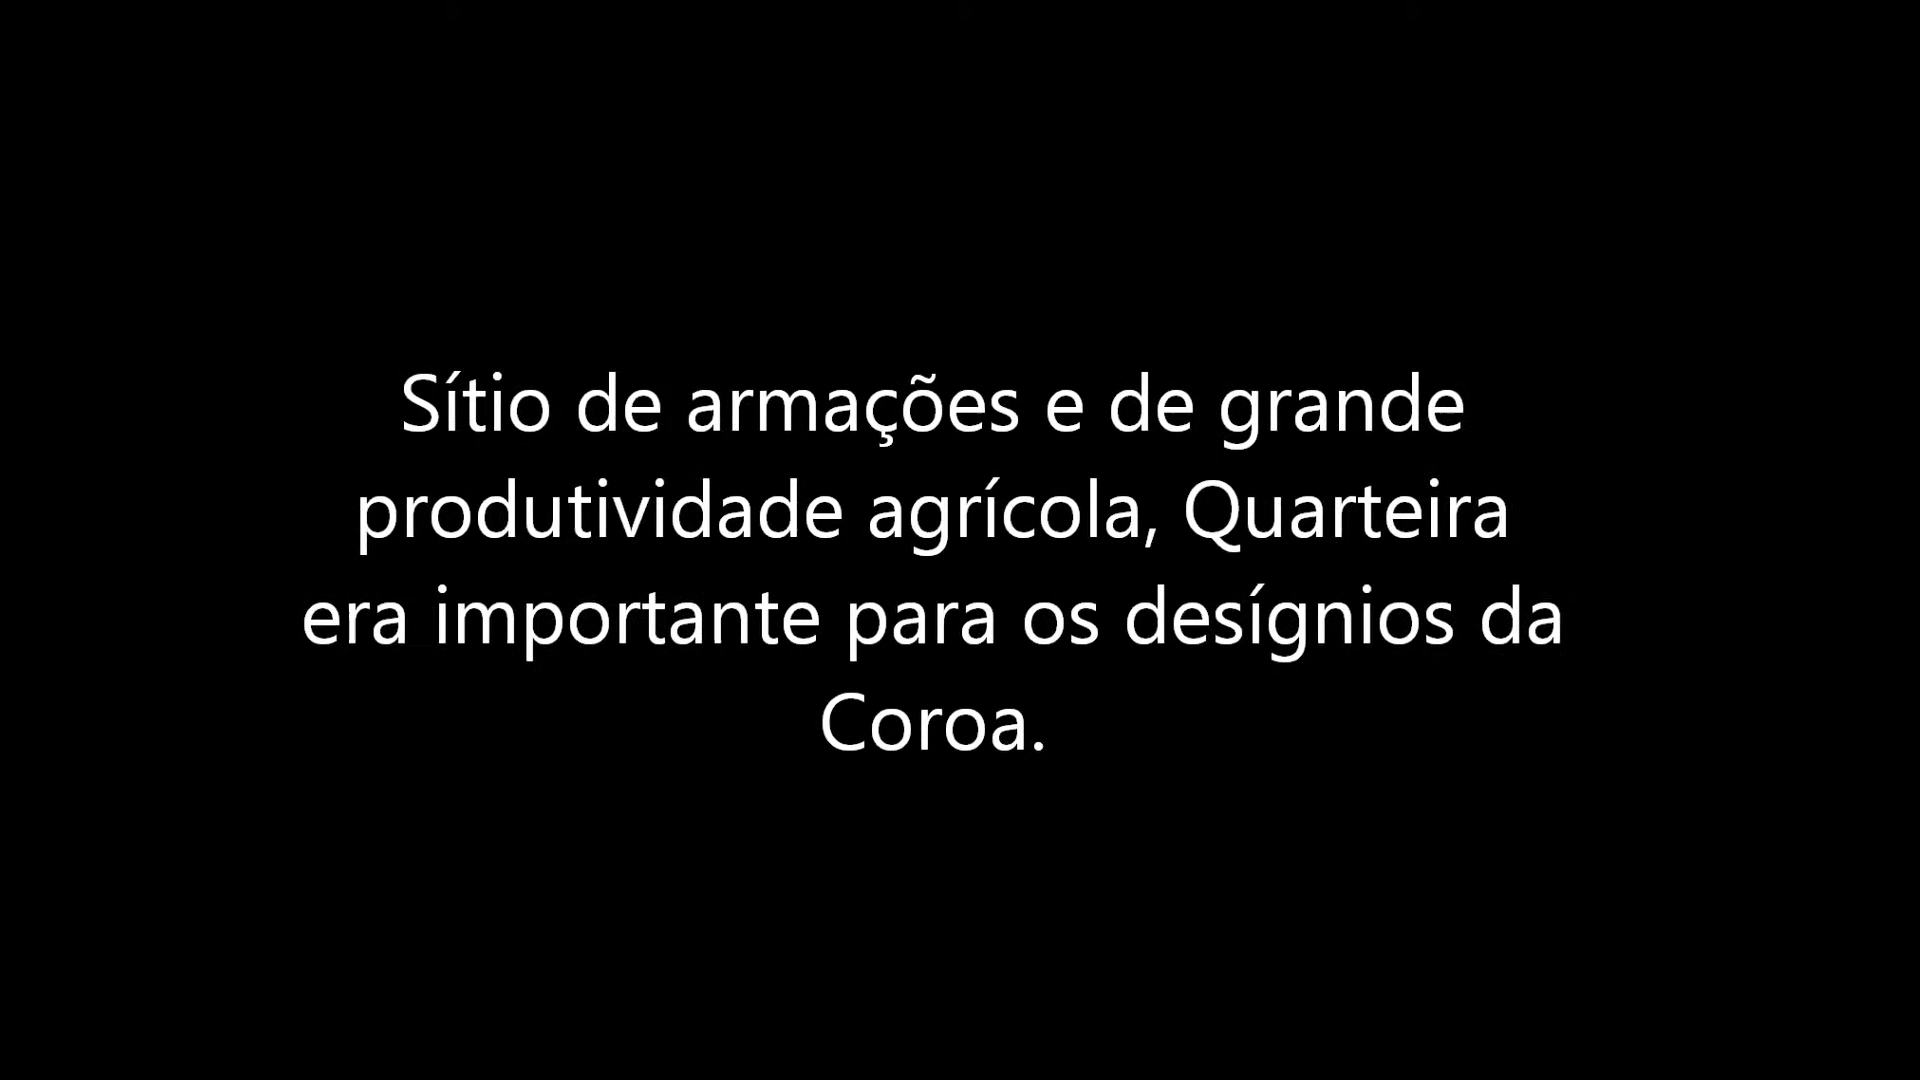 Sítio de armações e de grande
produtividade agrícola, Quarteira
era importante para os desígnios da
Coroa.